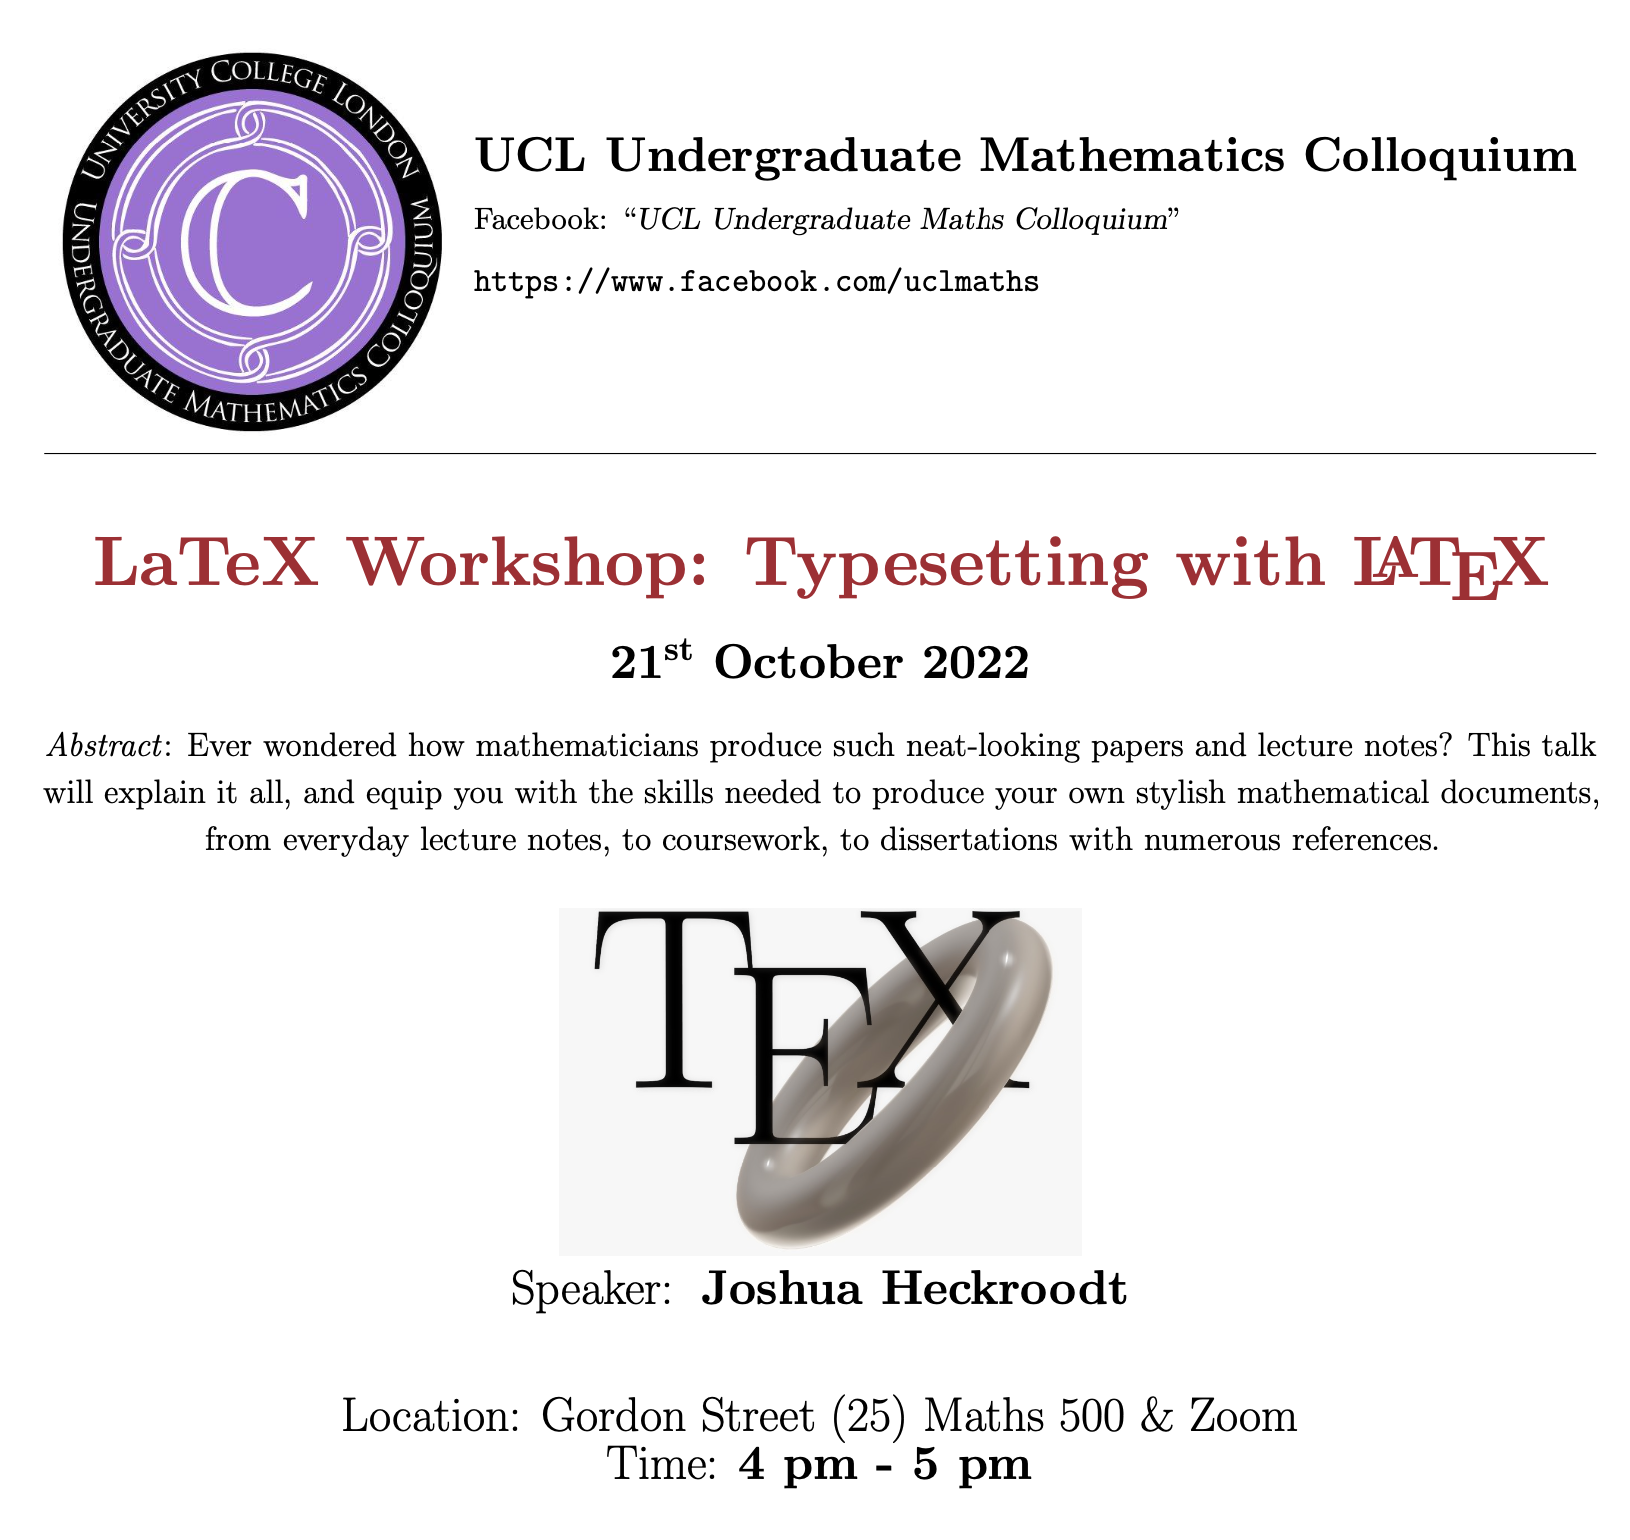 UNIVERSITY COLLEGE LONDON
UNDERGRADUATE MATHEMATICS COLLOQUIUM
C
UCL Undergraduate Mathematics Colloquium
Facebook: “UCL Undergraduate Maths Colloquium”
https://www.facebook.com/uclmaths
LaTeX Workshop: Typesetting with LATEX
21st October 2022
Abstract: Ever wondered how mathematicians produce such neat-looking papers and lecture notes? This talk
will explain it all, and equip you with the skills needed to produce your own stylish mathematical documents,
from everyday lecture notes, to coursework, to dissertations with numerous references.
TEX
Speaker: Joshua Heckroodt
Location: Gordon Street (25) Maths 500 & Zoom
Time: 4 pm - 5 pm